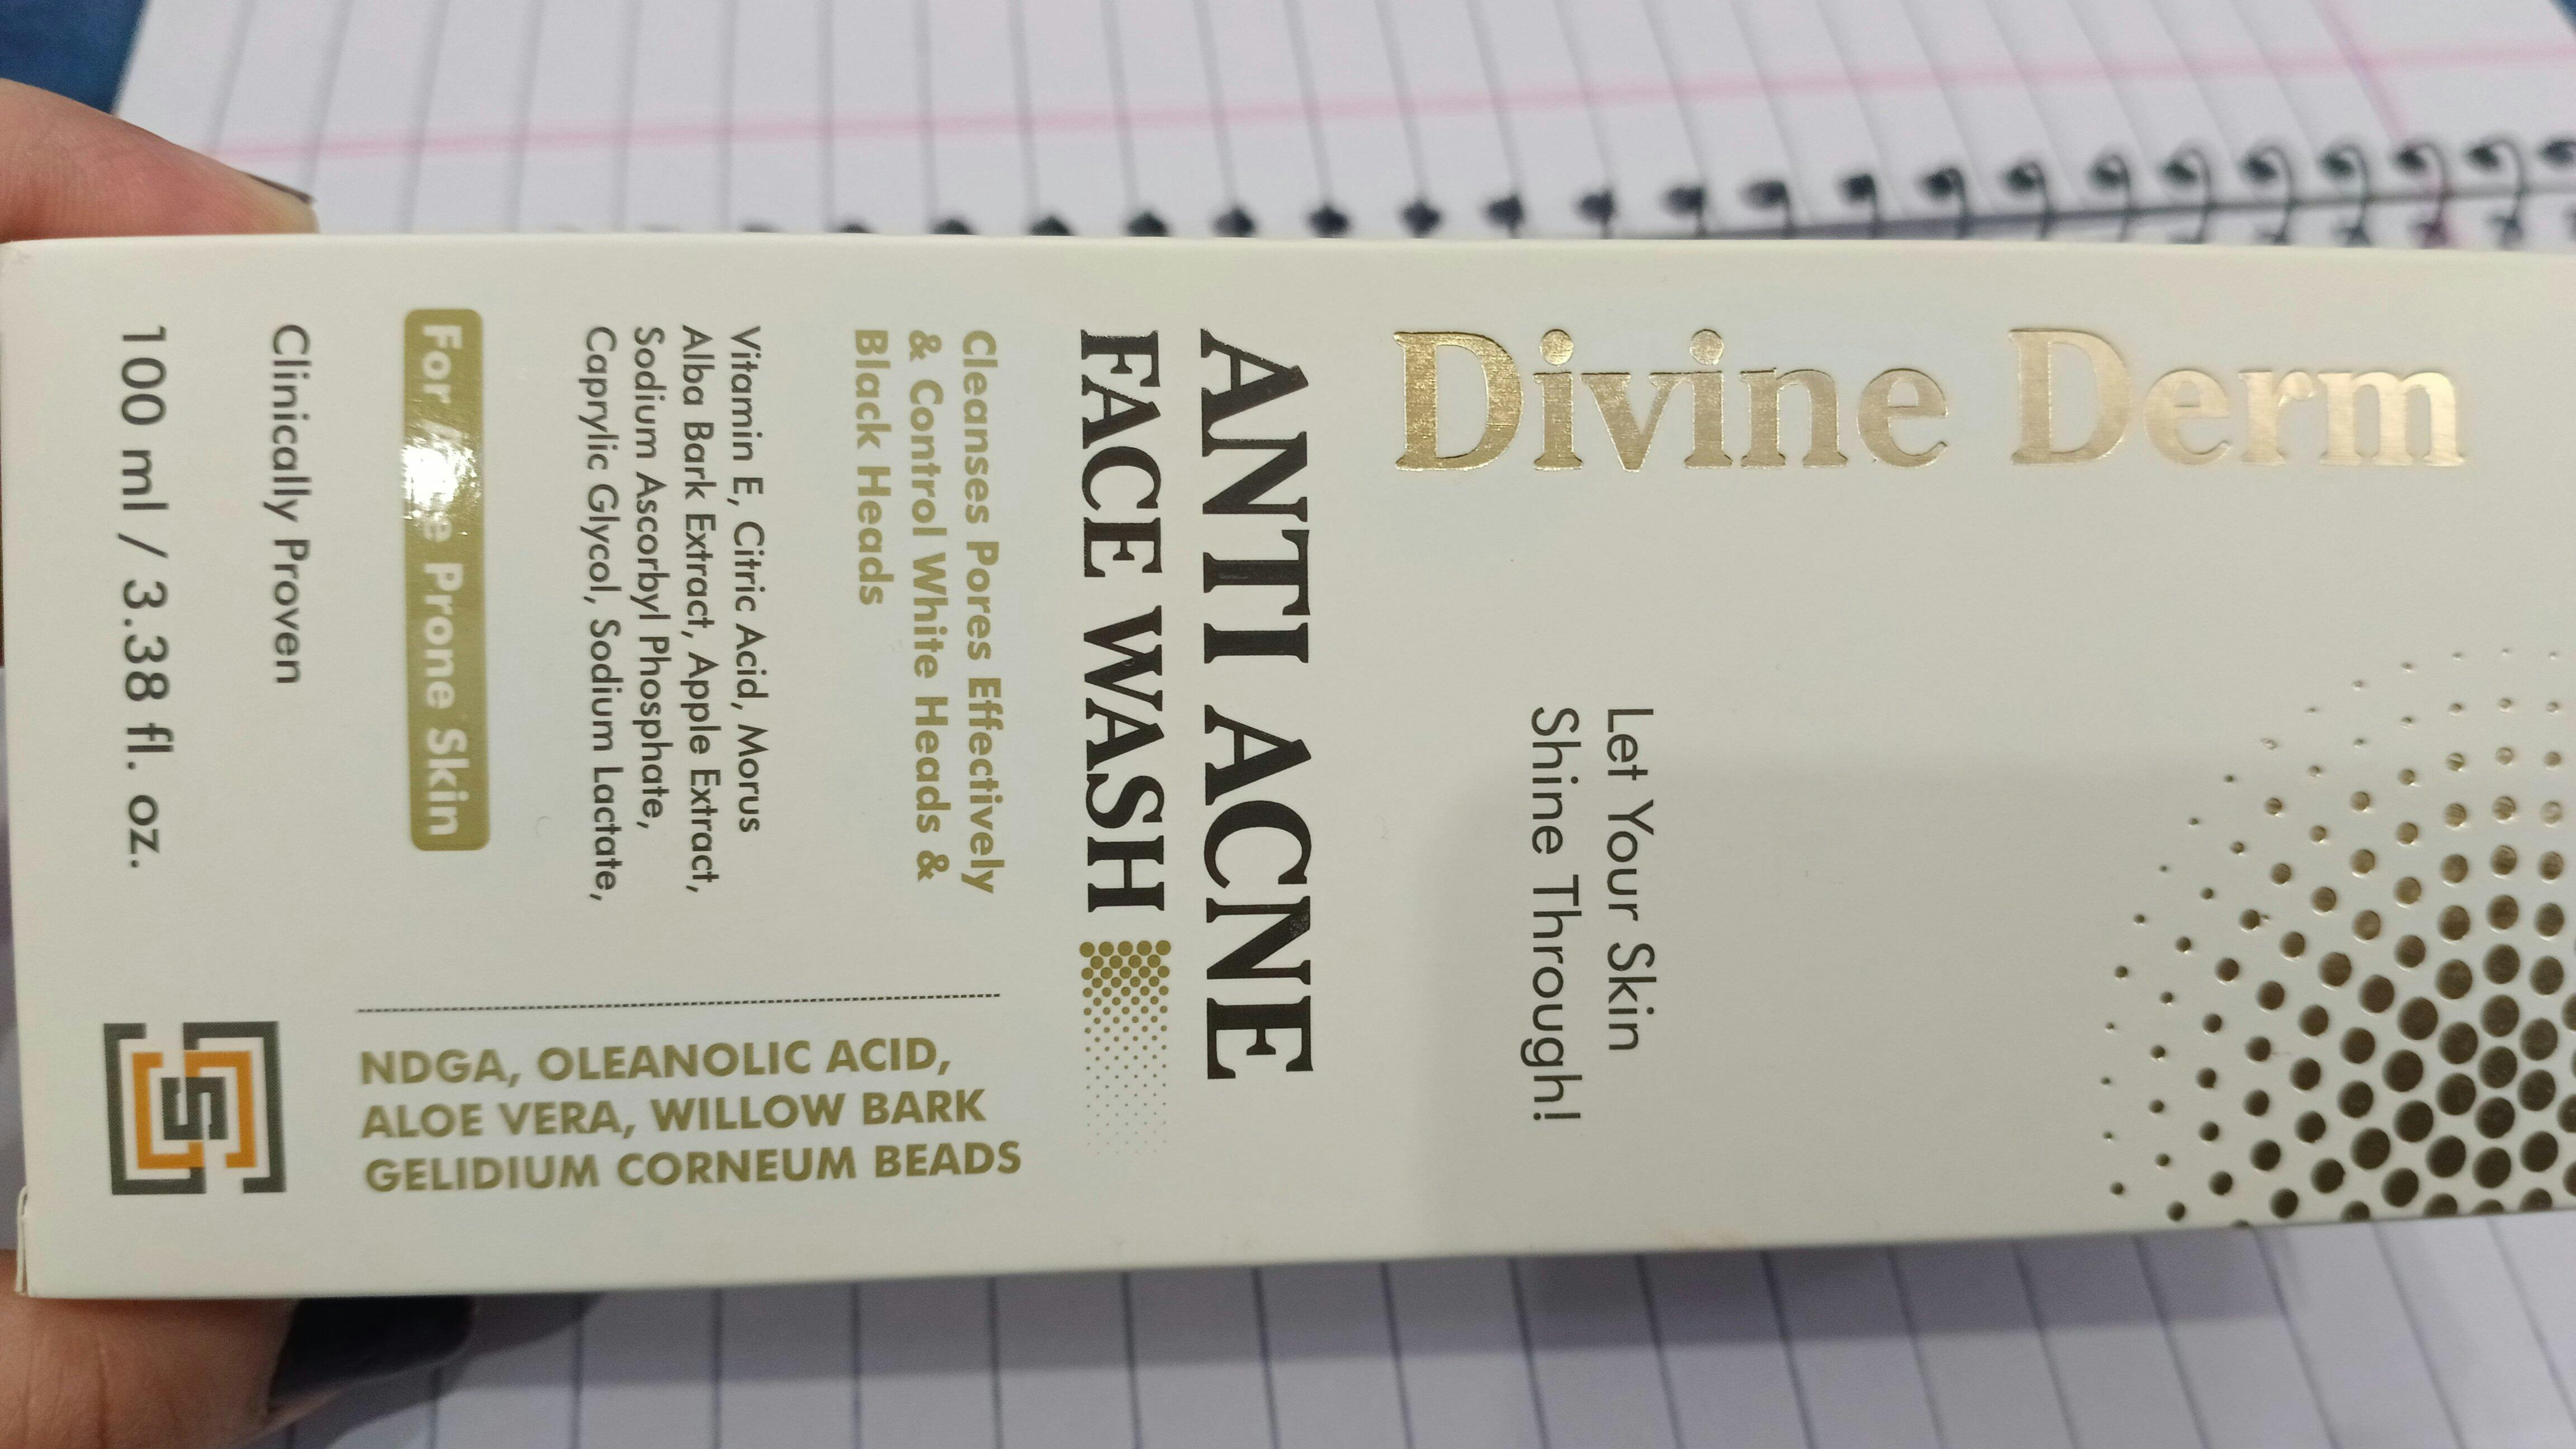 Divine Derm
Let Your Skin
Shine Through!
ANTI ACNE
FACE WASH
Cleanses Pores Effectively
& Control White Heads &
Black Heads
Vitamin E, Citric Acid, Morus
Alba Bark Extract, Apple Extract,
Sodium Ascorbyl Phosphate,
Caprylic Glycol, Sodium Lactate,
NDGA, OLEANOLIC ACID,
ALOE VERA, WILLOW BARK
GELIDIUM CORNEUM BEADS
For Prone Skin
Clinically Proven
100 ml / 3.38 fl. oz.